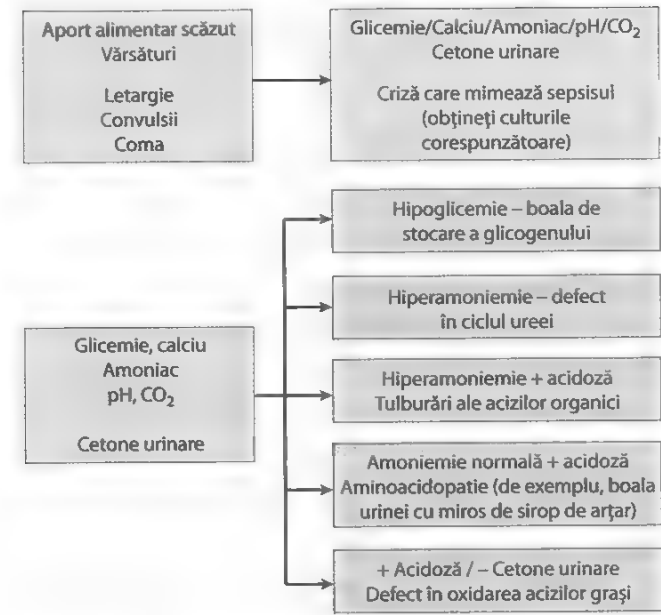 Aport alimentar scăzut
Vărsături
Letargie
Convulsii
Coma
Glicemie/Calciu/Amoniac/pH/CO₂
Cetone urinare
Criză care mimează sepsisul
(obțineți culturile
corespunzătoare)
Hipoglicemie – boala de
stocare a glicogenului
Hiperamoniemie – defect
în ciclul ureei
Glicemie, calciu
Amoniac
pH, CO₂
Cetone urinare
Hiperamoniemie + acidoză
Tulburări ale acizilor organici
Amoniemie normală + acidoză
Aminoacidopatie (de exemplu, boala
urinei cu miros de sirop de arțar)
+ Acidoză / – Cetone urinare
Defect în oxidarea acizilor grași